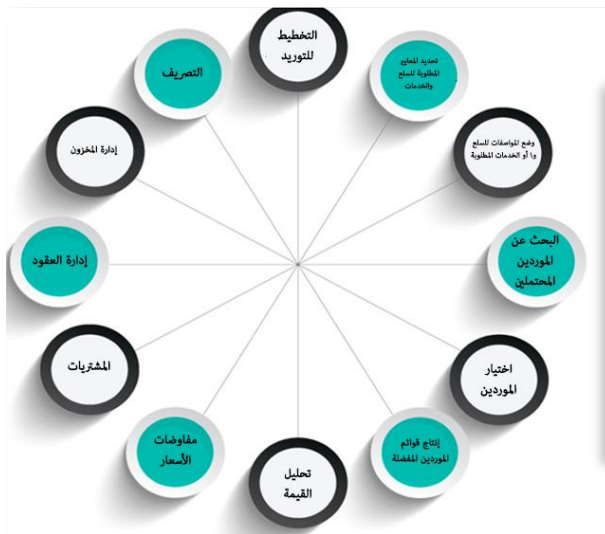 التخطيط
للتوريد
تحديد المعايير
المطلوبة للسلع
والخدمات
وضع المواصفات للسلع
و\ أو الخدمات المطلوبة
البحث عن
الموردين
المحتملين
اختيار
الموردين
إنتاج قوائم
الموردين المفضلة
تحليل
القيمة
مفاوضات
الأسعار
المشتريات
إدارة العقود
إدارة المخزون
التصريف